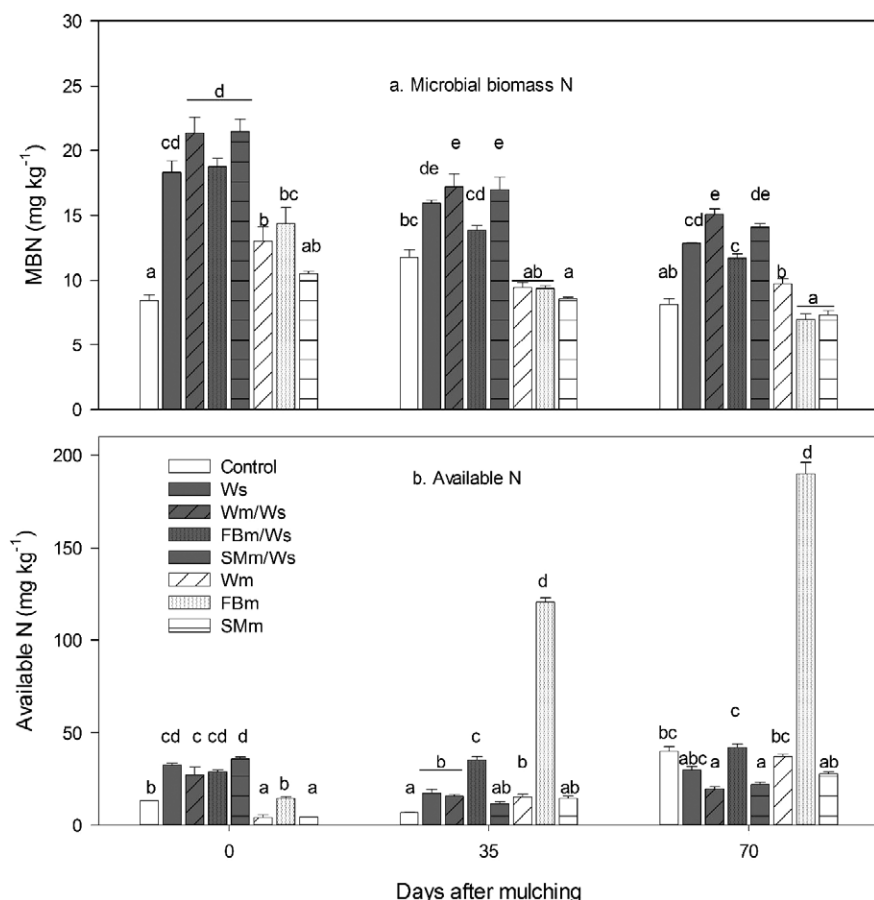 30
25
20
15
10
5
0
MBN (mg kg⁻¹)
a. Microbial biomass N
a
cd
d
b
bc
ab
bc
de
e
cd
e
ab
a
ab
cd
e
c
de
b
a
200
150
100
50
0
Available N (mg kg⁻¹)
b. Available N
Control
Ws
Wm/Ws
FBm/Ws
SMm/Ws
Wm
FBm
SMm
b
cd
c
cd
d
a
b
a
a
b
c
ab
b
d
ab
bc
abc
a
c
a
bc
d
ab
0
35
70
Days after mulching